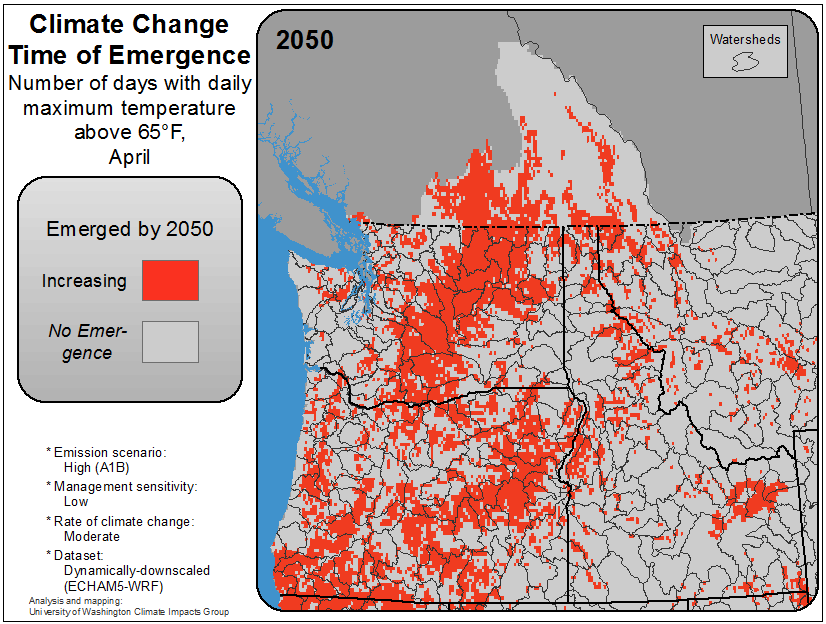 Climate Change
Time of Emergence
Number of days with daily
maximum temperature
above 65°F,
April
Emerged by 2050
Increasing
No Emer-
gence
* Emission scenario:
High (A1B)
* Management sensitivity:
Low
* Rate of climate change:
Moderate
* Dataset:
Dynamically-downscaled
(ECHAM5-WRF)
Analysis and mapping:
University of Washington Climate Impacts Group
2050
Watersheds